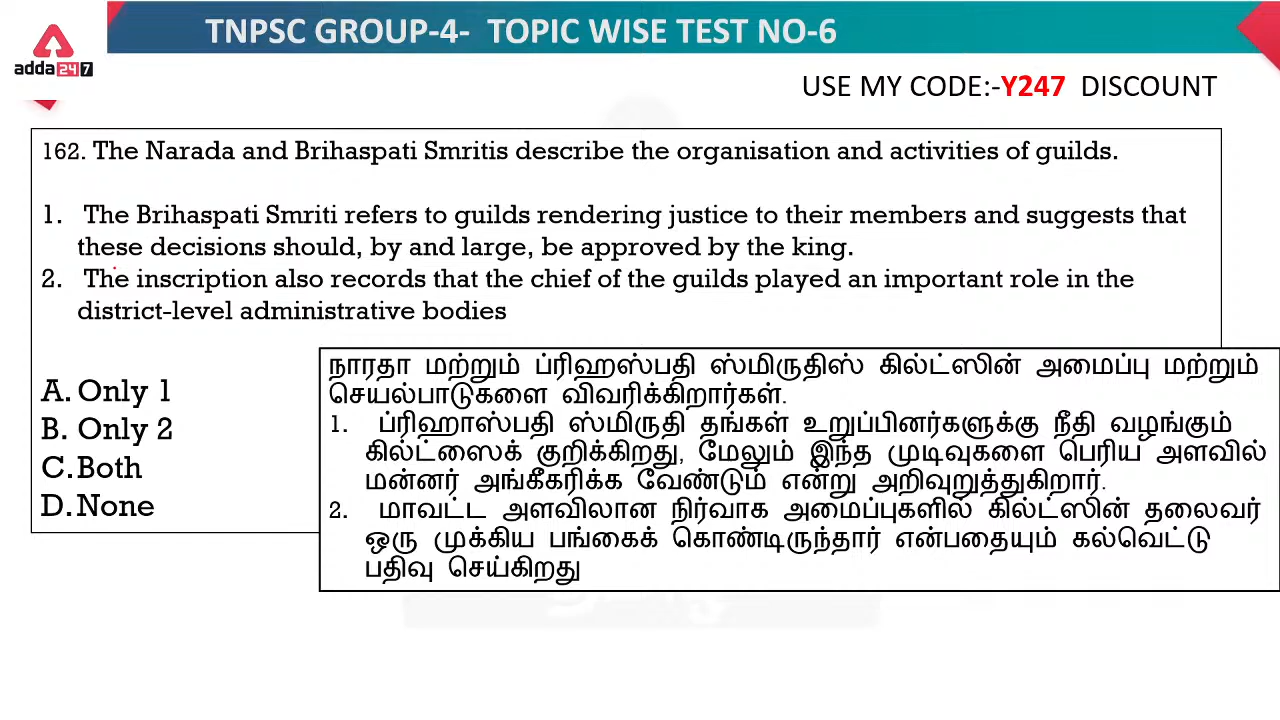 TNPSC GROUP-4- TOPIC WISE TEST NO-6
adda247
USE MY CODE:-Y247 DISCOUNT
162. The Narada and Brihaspati Smritis describe the organisation and activities of guilds.
1. The Brihaspati Smriti refers to guilds rendering justice to their members and suggests that
these decisions should, by and large, be approved by the king.
2. The inscription also records that the chief of the guilds played an important role in the
district-level administrative bodies
A. Only 1
B. Only 2
C. Both
D. None
நாரதா மற்றும் ப்ரிஹஸ்பதி ஸ்மிருதிஸ் கில்ட்ஸின் அமைப்பு மற்றும்
செயல்பாடுகளை விவரிக்கிறார்கள்.
1. ப்ரிஹாஸ்பதி ஸ்மிருதி தங்கள் உறுப்பினர்களுக்கு நீதி வழங்கும்
கில்ட்ஸைக் குறிக்கிறது, மேலும் இந்த முடிவுகளை பெரிய அளவில்
மன்னர் அங்கீகரிக்க வேண்டும் என்று அறிவுறுத்துகிறார்.
2. மாவட்ட அளவிலான நிர்வாக அமைப்புகளில் கில்ட்ஸின் தலைவர்
ஒரு முக்கிய பங்கைக் கொண்டிருந்தார் என்பதையும் கல்வெட்டு
பதிவு செய்கிறது